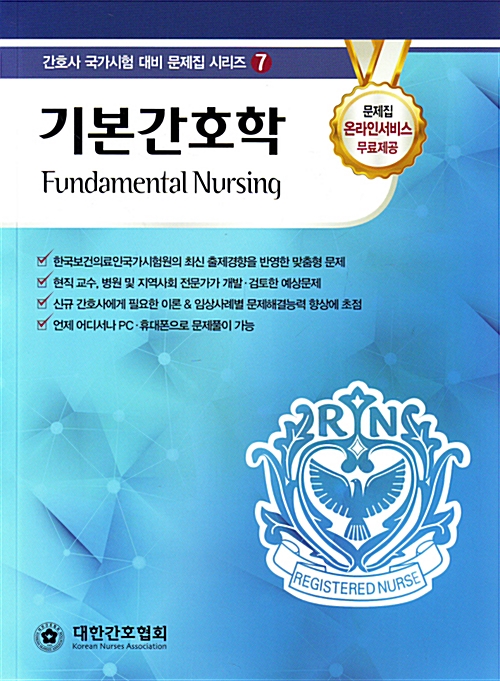 간호사 국가시험 대비 문제집 시리즈 7
기본간호학
Fundamental Nursing
문제집
온라인서비스
무료제공
한국보건의료인국가시험원의 최신 출제경향을 반영한 맞춤형 문제
현직 교수, 병원 및 지역사회 전문가가 개발·검토한 예상문제
신규 간호사에게 필요한 이론 & 임상사례별 문제해결능력 향상에 초점
언제 어디서나 PC·휴대폰으로 문제풀이 가능
RN
REGISTERED NURSE
대한간호협회
Korean Nurses Association